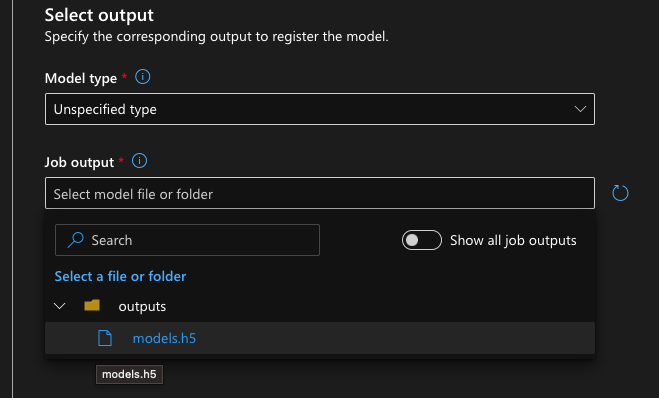 Select output
Specify the corresponding output to register the model.
Model type *
Unspecified type
Job output *
Select model file or folder
Search
Show all job outputs
Select a file or folder
outputs
models.h5
models.h5